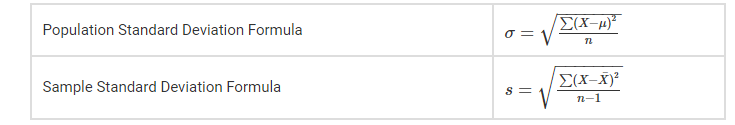 Population Standard Deviation Formula
σ = √(∑(X−μ)² / n)
Sample Standard Deviation Formula
s = √(∑(X−X̄)² / n−1)